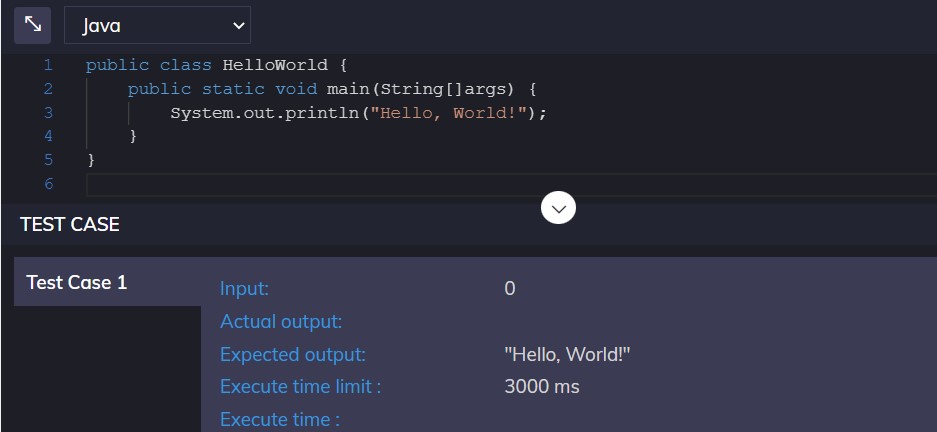 Java
1 public class HelloWorld {
2 public static void main(String[]args) {
3 System.out.println("Hello, World!");
4 }
5 }
6
TEST CASE
Test Case 1
Input: 0
Actual output:
Expected output: "Hello, World!"
Execute time limit : 3000 ms
Execute time :